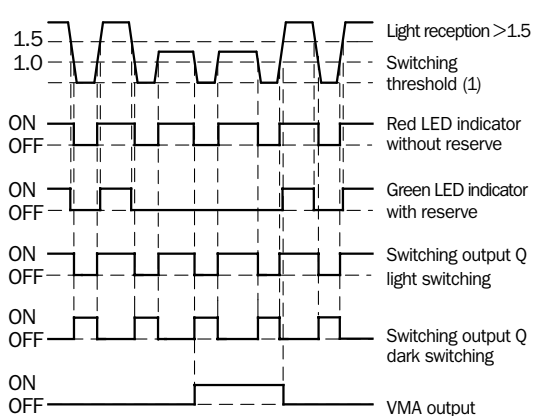 Light reception >1.5
1.5
1.0
Switching
threshold (1)
ON
OFF
Red LED indicator
without reserve
ON
OFF
Green LED indicator
with reserve
ON
OFF
Switching output Q
light switching
ON
OFF
Switching output Q
dark switching
ON
OFF
VMA output